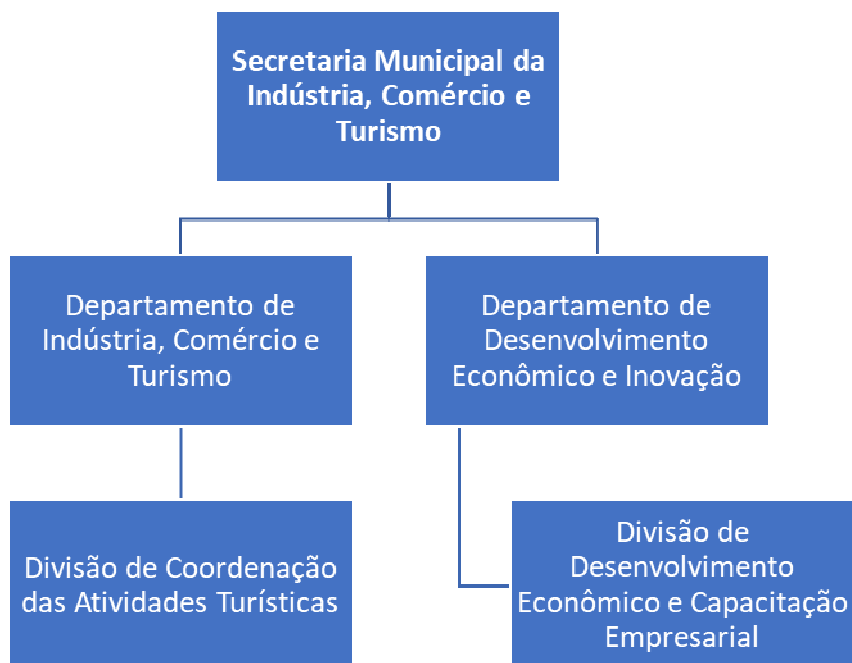 Secretaria Municipal da
Indústria, Comércio e
Turismo
Departamento de
Indústria, Comércio e
Turismo
Departamento de
Desenvolvimento
Econômico e Inovação
Divisão de Coordenação
das Atividades Turísticas
Divisão de
Desenvolvimento
Econômico e Capacitação
Empresarial